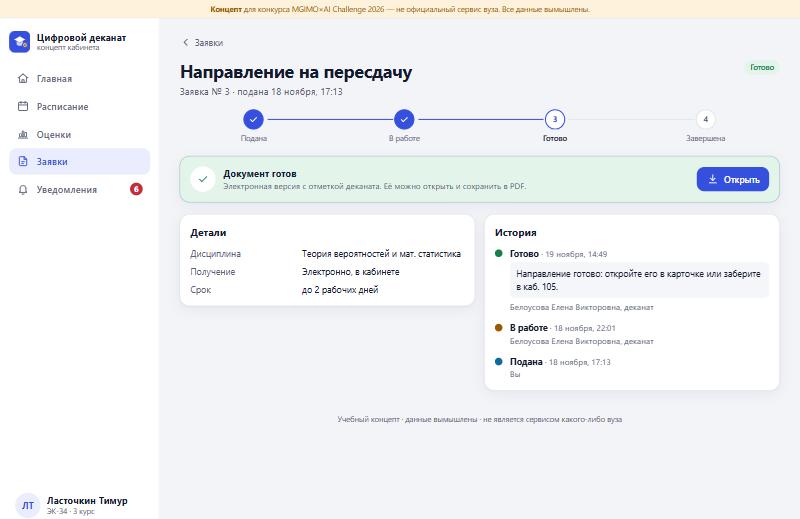 Концепт для конкурса MGIMO×AI Challenge 2026 — не официальный сервис вуза. Все данные вымышлены.
Цифровой деканат
концепт кабинета
Главная
Расписание
Оценки
Заявки
Уведомления 6
Заявки
Направление на пересдачу
Готово
Заявка № 3 · подана 18 ноября, 17:13
3 4
Подана В работе Готово Завершена
Документ готов
Электронная версия с отметкой деканата. Её можно открыть и сохранить в PDF.
Открыть
Детали
Дисциплина Теория вероятностей и мат. статистика
Получение Электронно, в кабинете
Срок до 2 рабочих дней
История
Готово · 19 ноября, 14:49
Направление готово: откройте его в карточке или заберите
в каб. 105.
Белоусова Елена Викторовна, деканат
В работе · 18 ноября, 22:01
Белоусова Елена Викторовна, деканат
Подана · 18 ноября, 17:13
Вы
Учебный концепт · данные вымышлены · не является сервисом какого-либо вуза
ЛТ
Ласточкин Тимур
ЭК-34 · 3 курс